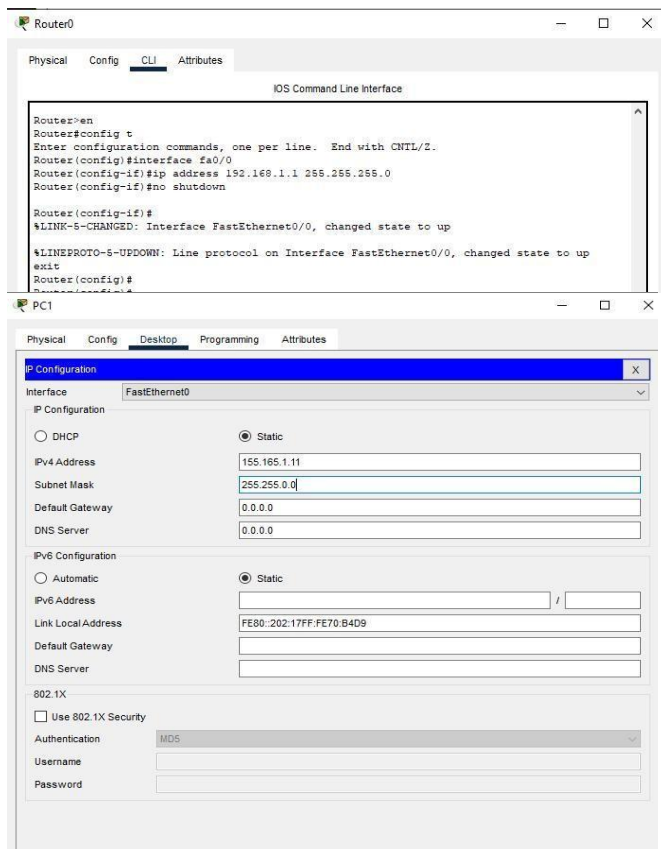 Router0
Physical Config CLI Attributes
IOS Command Line Interface
Router>en
Router#config t
Enter configuration commands, one per line. End with CNTL/Z.
Router(config)#interface fa0/0
Router(config-if)#ip address 192.168.1.1 255.255.255.0
Router(config-if)#no shutdown
Router(config-if)#
%LINK-5-CHANGED: Interface FastEthernet0/0, changed state to up
%LINEPROTO-5-UPDOWN: Line protocol on Interface FastEthernet0/0, changed state to up
exit
Router(config)#
PC1
Physical Config Desktop Programming Attributes
IP Configuration X
Interface FastEthernet0
IP Configuration
DHCP Static
IPv4 Address 155.165.1.11
Subnet Mask 255.255.0.0
Default Gateway 0.0.0.0
DNS Server 0.0.0.0
IPv6 Configuration
Automatic Static
IPv6 Address /
Link Local Address FE80::202:17FF:FE70:B4D9
Default Gateway
DNS Server
802.1X
Use 802.1X Security
Authentication MD5
Username
Password